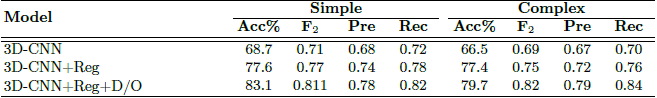 Model Simple Complex
Acc% F₂ Pre Rec Acc% F₂ Pre Rec
3D-CNN 68.7 0.71 0.68 0.72 66.5 0.69 0.67 0.70
3D-CNN+Reg 77.6 0.77 0.74 0.78 77.4 0.75 0.72 0.76
3D-CNN+Reg+D/O 83.1 0.811 0.78 0.82 79.7 0.82 0.79 0.84